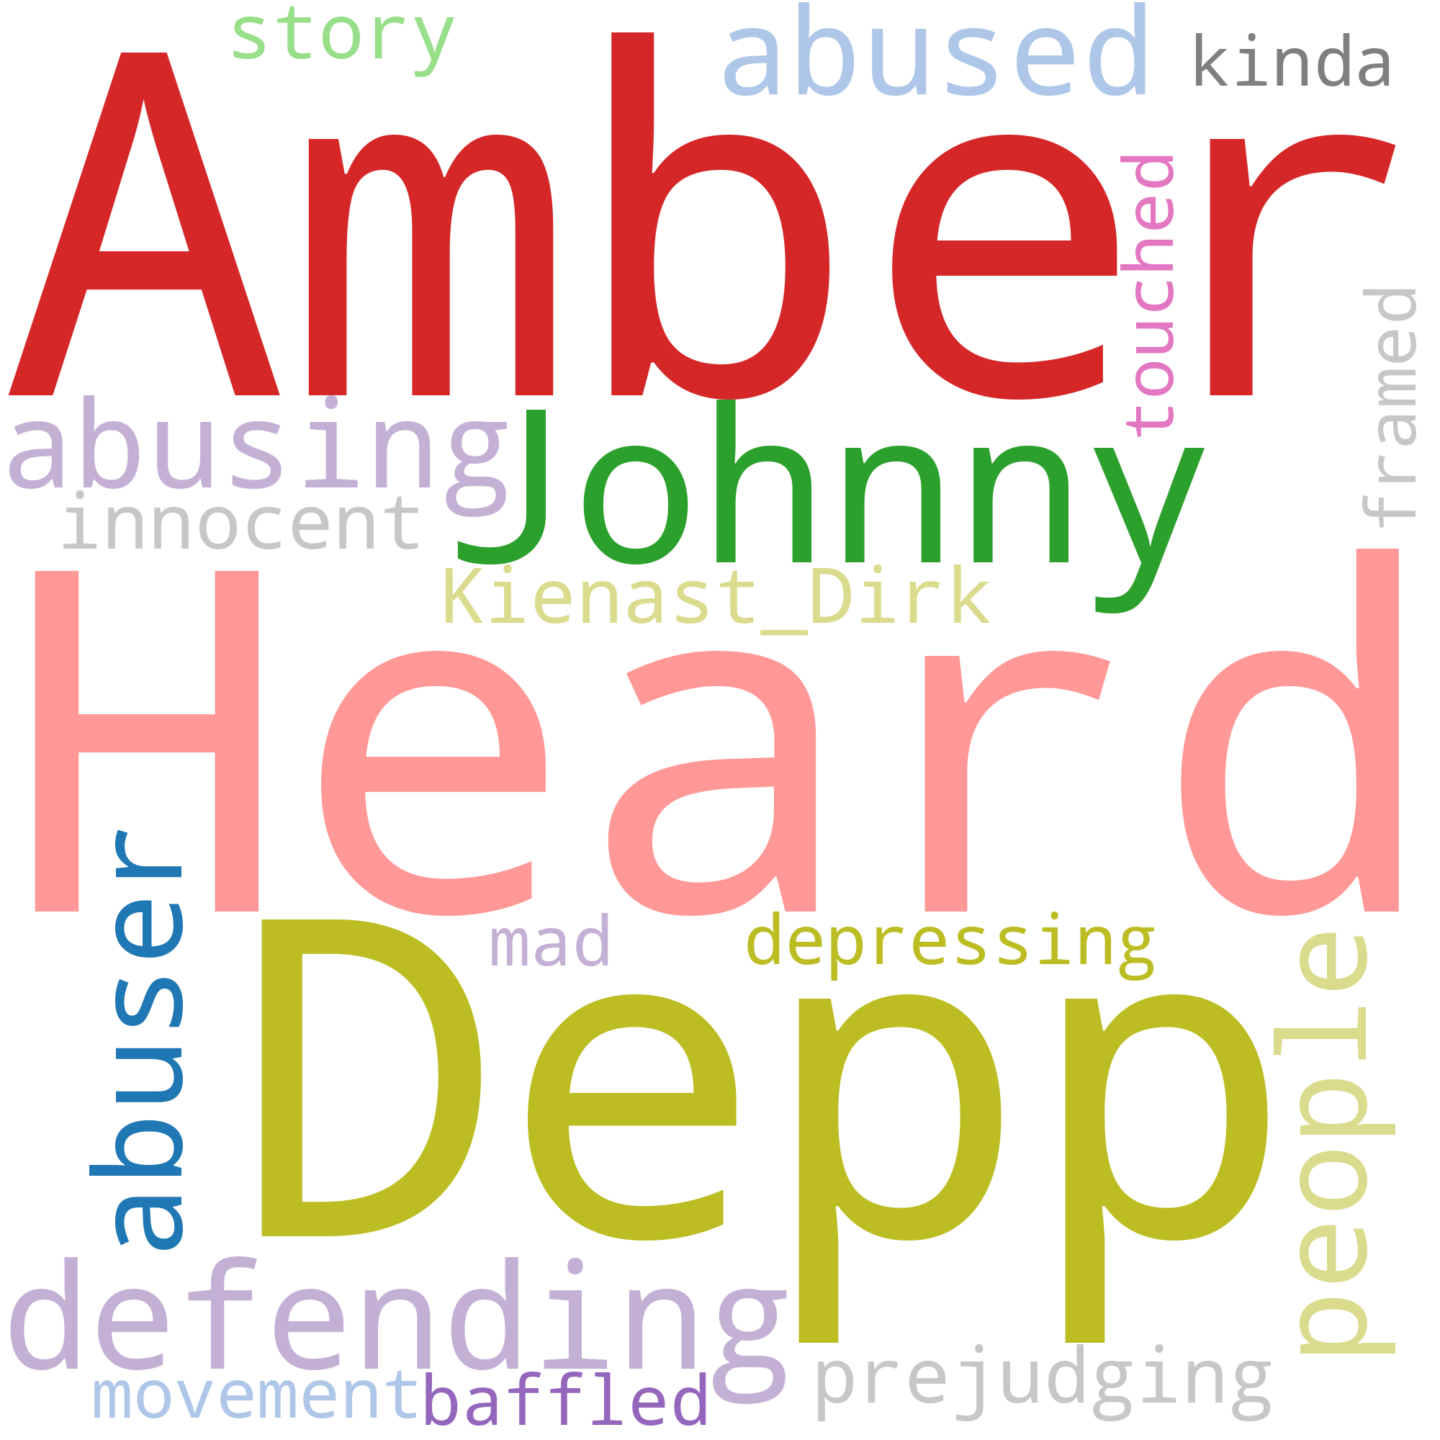 story
abused
kinda
Amber
touched
framed
abusing
Johnny
innocent
Kienast_Dirk
Heard
abuser
mad
depressing
people
Depp
defending
prejudging
movement
baffled